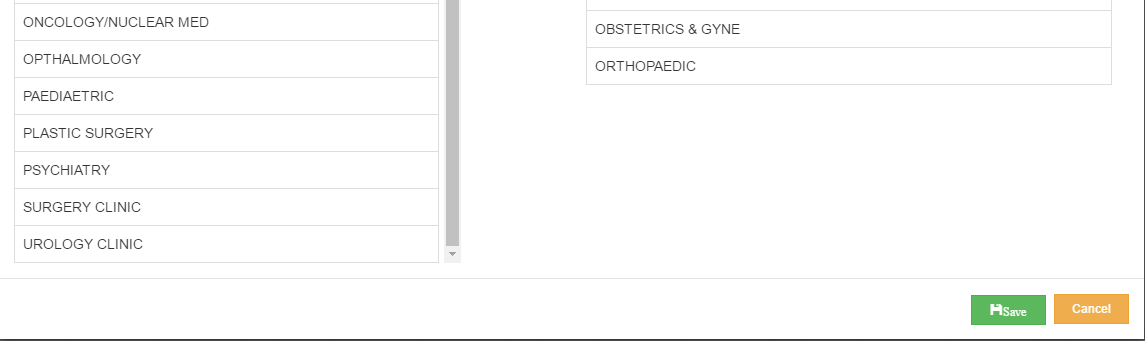 ONCOLOGY/NUCLEAR MED
OPTHALMOLOGY
PAEDIAETRIC
PLASTIC SURGERY
PSYCHIATRY
SURGERY CLINIC
UROLOGY CLINIC
OBSTETRICS & GYNE
ORTHOPAEDIC
Save
Cancel